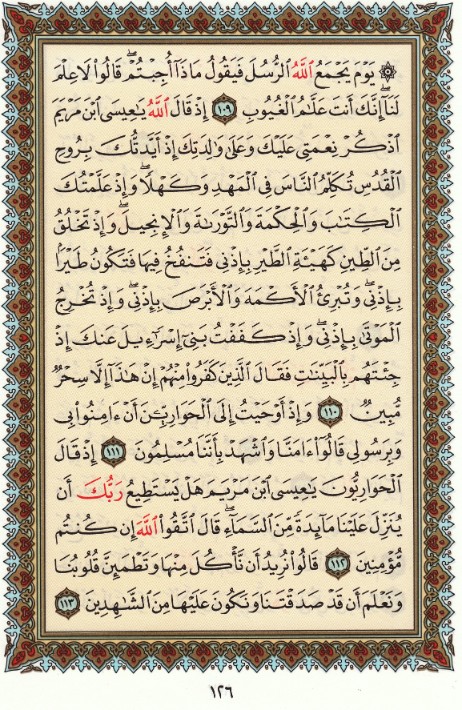 ۞ يَوْمَ يَجْمَعُ ٱللَّهُ ٱلرُّسُلَ فَيَقُولُ مَاذَآ أُجِبْتُمْ ۖ قَالُوا۟ لَا عِلْمَ
لَنَآ ۖ إِنَّكَ أَنتَ عَلَّـٰمُ ٱلْغُيُوبِ ١٠٩ إِذْ قَالَ ٱللَّهُ يَـٰعِيسَى ٱبْنَ مَرْيَمَ
ٱذْكُرْ نِعْمَتِى عَلَيْكَ وَعَلَىٰ وَٰلِدَتِكَ إِذْ أَيَّدتُّكَ بِرُوحِ
ٱلْقُدُسِ تُكَلِّمُ ٱلنَّاسَ فِى ٱلْمَهْدِ وَكَهْلًا ۖ وَإِذْ عَلَّمْتُكَ
ٱلْكِتَـٰبَ وَٱلْحِكْمَةَ وَٱلتَّوْرَىٰةَ وَٱلْإِنجِيلَ ۖ وَإِذْ تَخْلُقُ
مِنَ ٱلطِّينِ كَهَيْـَٔةِ ٱلطَّيْرِ بِإِذْنِى فَتَنفُخُ فِيهَا فَتَكُونُ طَيْرًۢا
بِإِذْنِى ۖ وَتُبْرِئُ ٱلْأَكْمَهَ وَٱلْأَبْرَصَ بِإِذْنِى ۖ وَإِذْ تُخْرِجُ
ٱلْمَوْتَىٰ بِإِذْنِى ۖ وَإِذْ كَفَفْتُ بَنِىٓ إِسْرَٰٓءِيلَ عَنكَ إِذْ
جِئْتَهُم بِٱلْبَيِّنَـٰتِ فَقَالَ ٱلَّذِينَ كَفَرُوا۟ مِنْهُمْ إِنْ هَـٰذَآ إِلَّا سِحْرٌ
مُّبِينٌ ١١٠ وَإِذْ أَوْحَيْتُ إِلَى ٱلْحَوَارِيِّـۧنَ أَنْ ءَامِنُوا۟ بِى
وَبِرَسُولِى قَالُوٓا۟ ءَامَنَّا وَٱشْهَدْ بِأَنَّنَا مُسْلِمُونَ ١١١ إِذْ قَالَ
ٱلْحَوَارِيُّونَ يَـٰعِيسَى ٱبْنَ مَرْيَمَ هَلْ يَسْتَطِيعُ رَبُّكَ أَن
يُنَزِّلَ عَلَيْنَا مَآئِدَةً مِّنَ ٱلسَّمَآءِ ۖ قَالَ ٱتَّقُوا۟ ٱللَّهَ إِن كُنتُم
مُّؤْمِنِينَ ١١٢ قَالُوا۟ نُرِيدُ أَن نَّأْكُلَ مِنْهَا وَتَطْمَئِنَّ قُلُوبُنَا
وَنَعْلَمَ أَن قَدْ صَدَقْتَنَا وَنَكُونَ عَلَيْهَا مِنَ ٱلشَّـٰهِدِينَ ١١٣
١٢٦